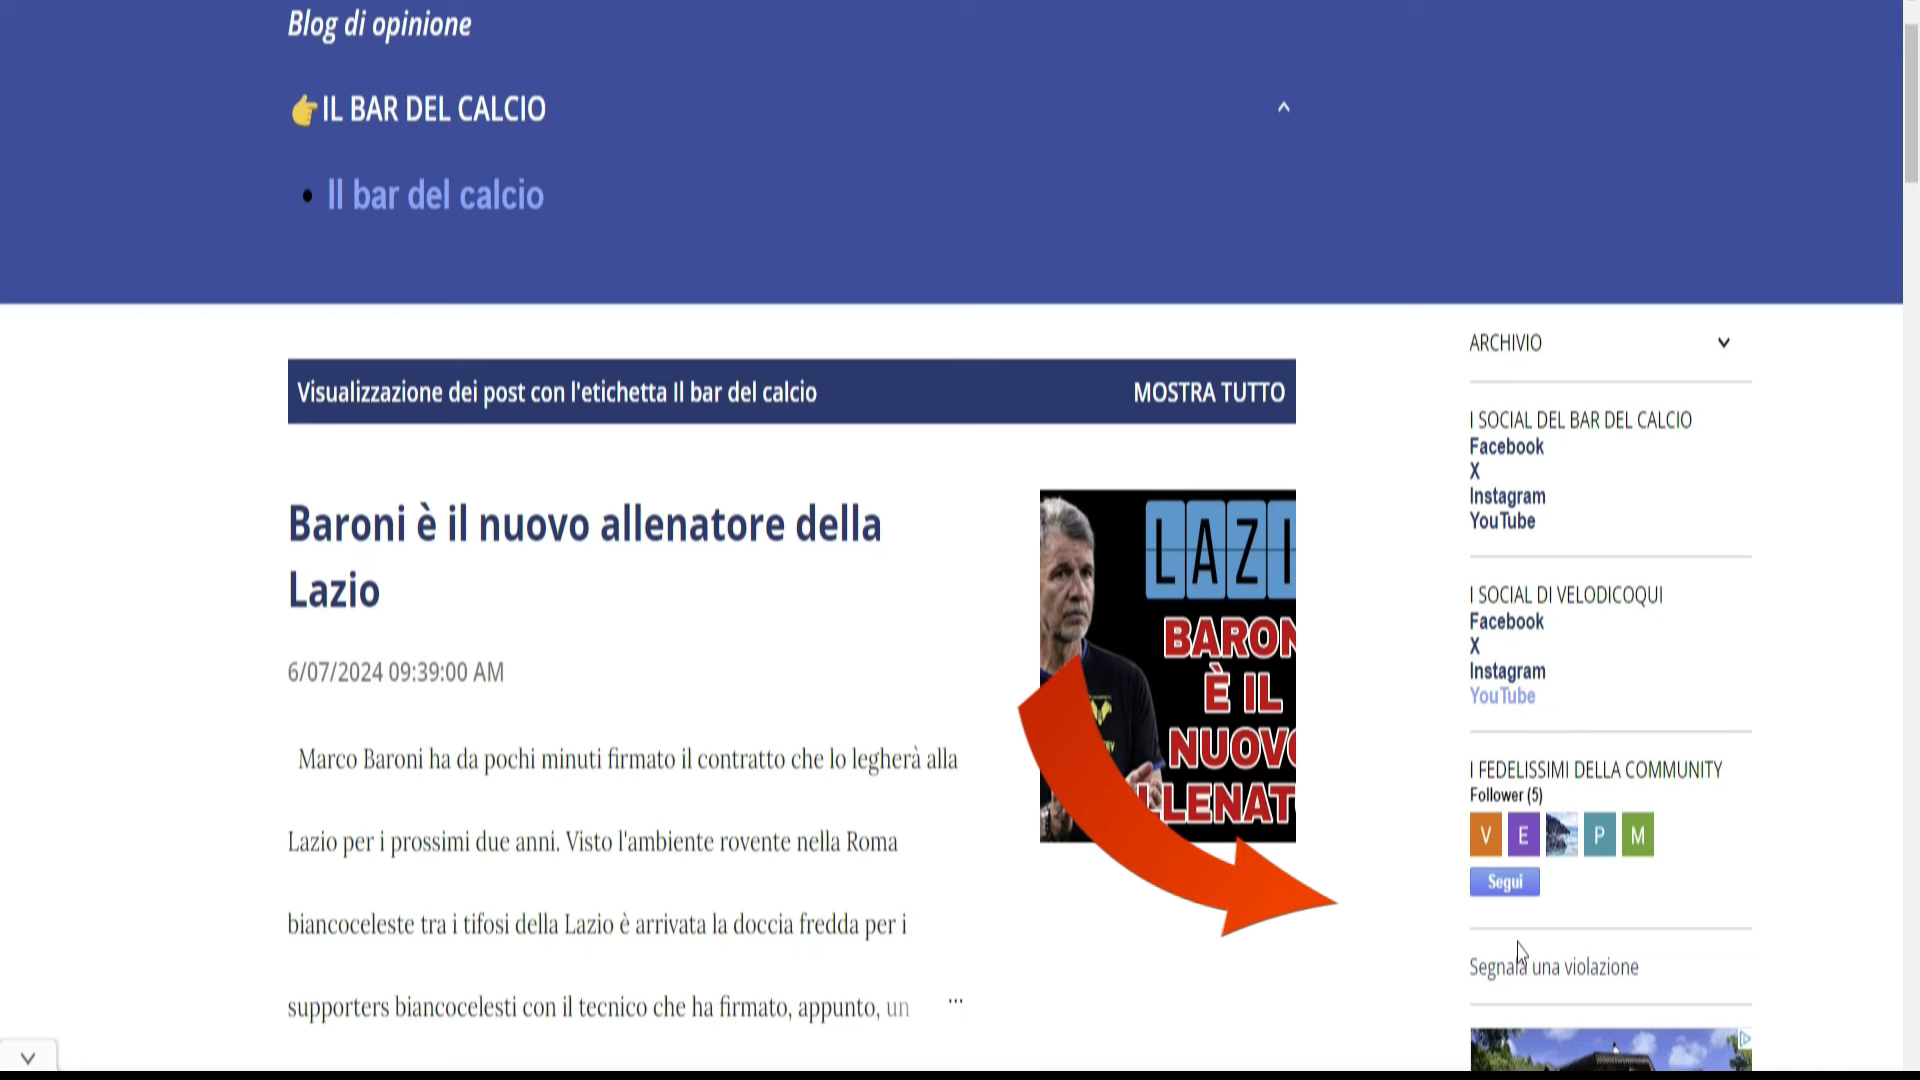 Blog di opinione
👉IL BAR DEL CALCIO
Il bar del calcio
Visualizzazione dei post con l'etichetta Il bar del calcio
MOSTRA TUTTO
Baroni è il nuovo allenatore della
Lazio
6/07/2024 09:39:00 AM
Marco Baroni ha da pochi minuti firmato il contratto che lo legherà alla
Lazio per i prossimi due anni. Visto l'ambiente rovente nella Roma
biancoceleste tra i tifosi della Lazio è arrivata la doccia fredda per i
supporters biancocelesti con il tecnico che ha firmato, appunto, un ...
LAZI
BARON
È IL
NUOVO
LLENAT
ARCHIVIO
I SOCIAL DEL BAR DEL CALCIO
Facebook
X
Instagram
YouTube
I SOCIAL DI VELODICOQUI
Facebook
X
Instagram
YouTube
I FEDELISSIMI DELLA COMMUNITY
Follower (5)
V E P M
Segui
Segnala una violazione